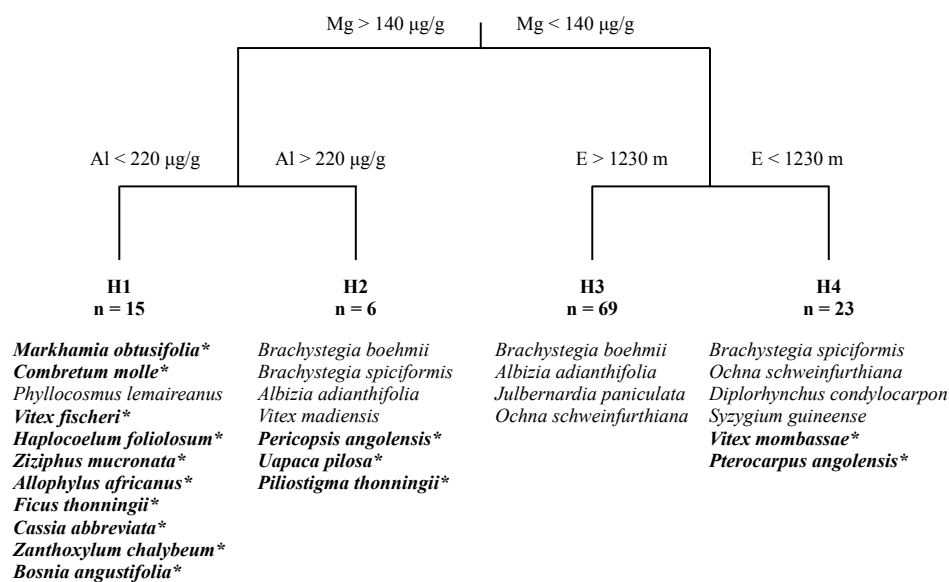 Mg > 140 µg/g
Mg < 140 µg/g
Al < 220 µg/g
Al > 220 µg/g
E > 1230 m
E < 1230 m
H1
n = 15
Markhamia obtusifolia*
Combretum molle*
Phyllocosmus lemaireanus
Vitex fischeri*
Haplocoelum foliolosum*
Ziziphus mucronata*
Allophylus africanus*
Ficus thonningii*
Cassia abbreviata*
Zanthoxylum chalybeum*
Bosnia angustifolia*
H2
n = 6
Brachystegia boehmii
Brachystegia spiciformis
Albizia adianthifolia
Vitex madiensis
Pericopsis angolensis*
Uapaca pilosa*
Piliostigma thonningii*
H3
n = 69
Brachystegia boehmii
Albizia adianthifolia
Julbernardia paniculata
Ochna schweinfurthiana
H4
n = 23
Brachystegia spiciformis
Ochna schweinfurthiana
Diplorhynchus condylocarpon
Syzygium guineense
Vitex mombassae*
Pterocarpus angolensis*